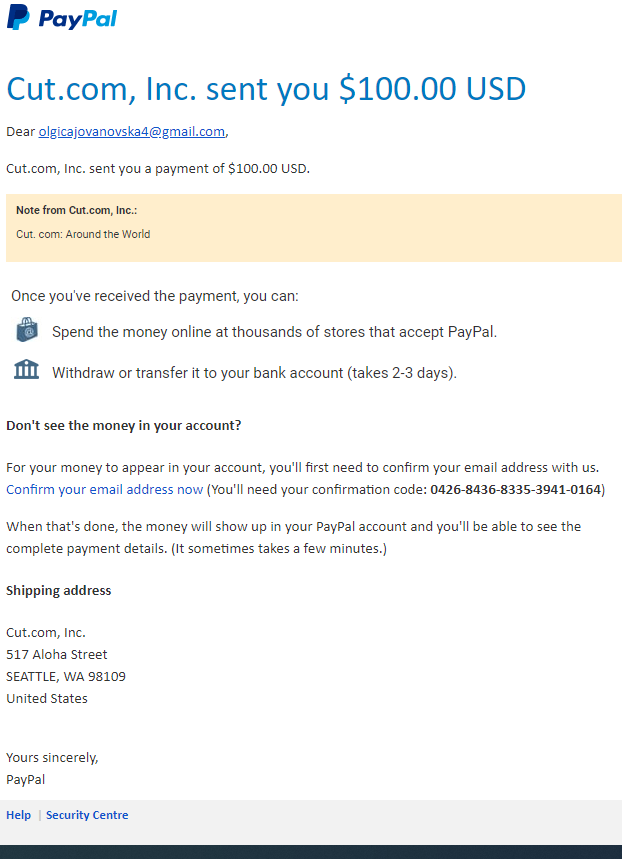 PayPal
Cut.com, Inc. sent you $100.00 USD
Dear olgicajovanovska4@gmail.com,
Cut.com, Inc. sent you a payment of $100.00 USD.
Note from Cut.com, Inc.:
Cut. com: Around the World
Once you've received the payment, you can:
Spend the money online at thousands of stores that accept PayPal.
Withdraw or transfer it to your bank account (takes 2-3 days).
Don't see the money in your account?
For your money to appear in your account, you'll first need to confirm your email address with us.
Confirm your email address now (You'll need your confirmation code: 0426-8436-8335-3941-0164)
When that's done, the money will show up in your PayPal account and you'll be able to see the
complete payment details. (It sometimes takes a few minutes.)
Shipping address
Cut.com, Inc.
517 Aloha Street
SEATTLE, WA 98109
United States
Yours sincerely,
PayPal
Help | Security Centre